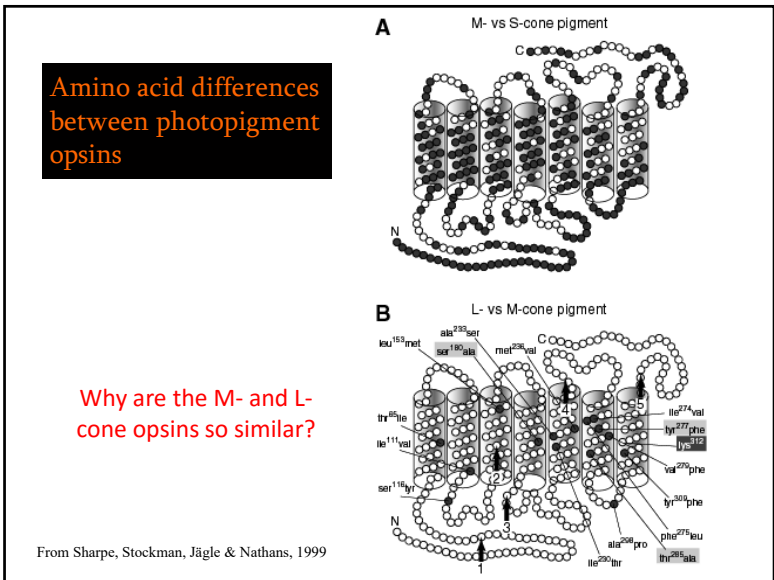 Amino acid differences
between photopigment
opsins
Why are the M- and L-
cone opsins so similar?
From Sharpe, Stockman, Jägle & Nathans, 1999
A
M- vs S-cone pigment
C
N
B
L- vs M-cone pigment
ala233ser
leu153met
ser180ala
met236val
C
thr65ile
ile111val
ser116tyr
N
1
2
3
4
5
ile274val
tyr277phe
lys312
val279phe
tyr309phe
phe275leu
thr285ala
ala298pro
ile230thr